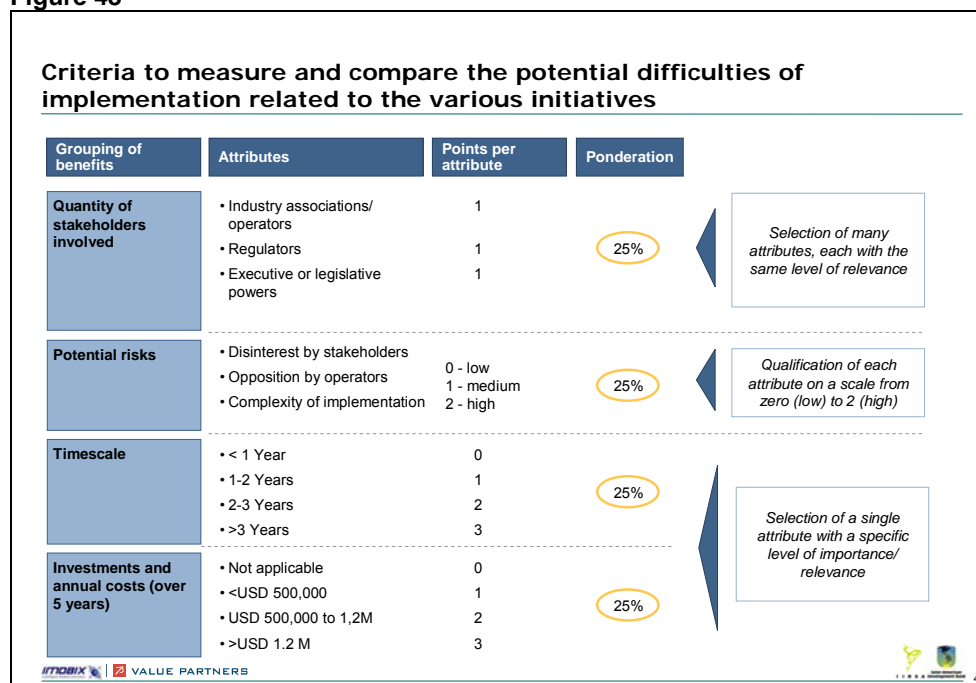 Criteria to measure and compare the potential difficulties of
implementation related to the various initiatives
Grouping of
benefits
Attributes
Points per
attribute
Ponderation
Quantity of
stakeholders
involved
• Industry associations/
operators
1
• Regulators
1
• Executive or legislative
powers
1
25%
Selection of many
attributes, each with the
same level of relevance
Potential risks
• Disinterest by stakeholders
• Opposition by operators
• Complexity of implementation
0 - low
1 - medium
2 - high
25%
Qualification of each
attribute on a scale from
zero (low) to 2 (high)
Timescale
• < 1 Year
0
• 1-2 Years
1
• 2-3 Years
2
• >3 Years
3
25%
Selection of a single
attribute with a specific
level of importance/
relevance
Investments and
annual costs (over
5 years)
• Not applicable
0
• <USD 500,000
1
• USD 500,000 to 1,2M
2
• >USD 1.2 M
3
25%
IMOBIX
VALUE PARTNERS